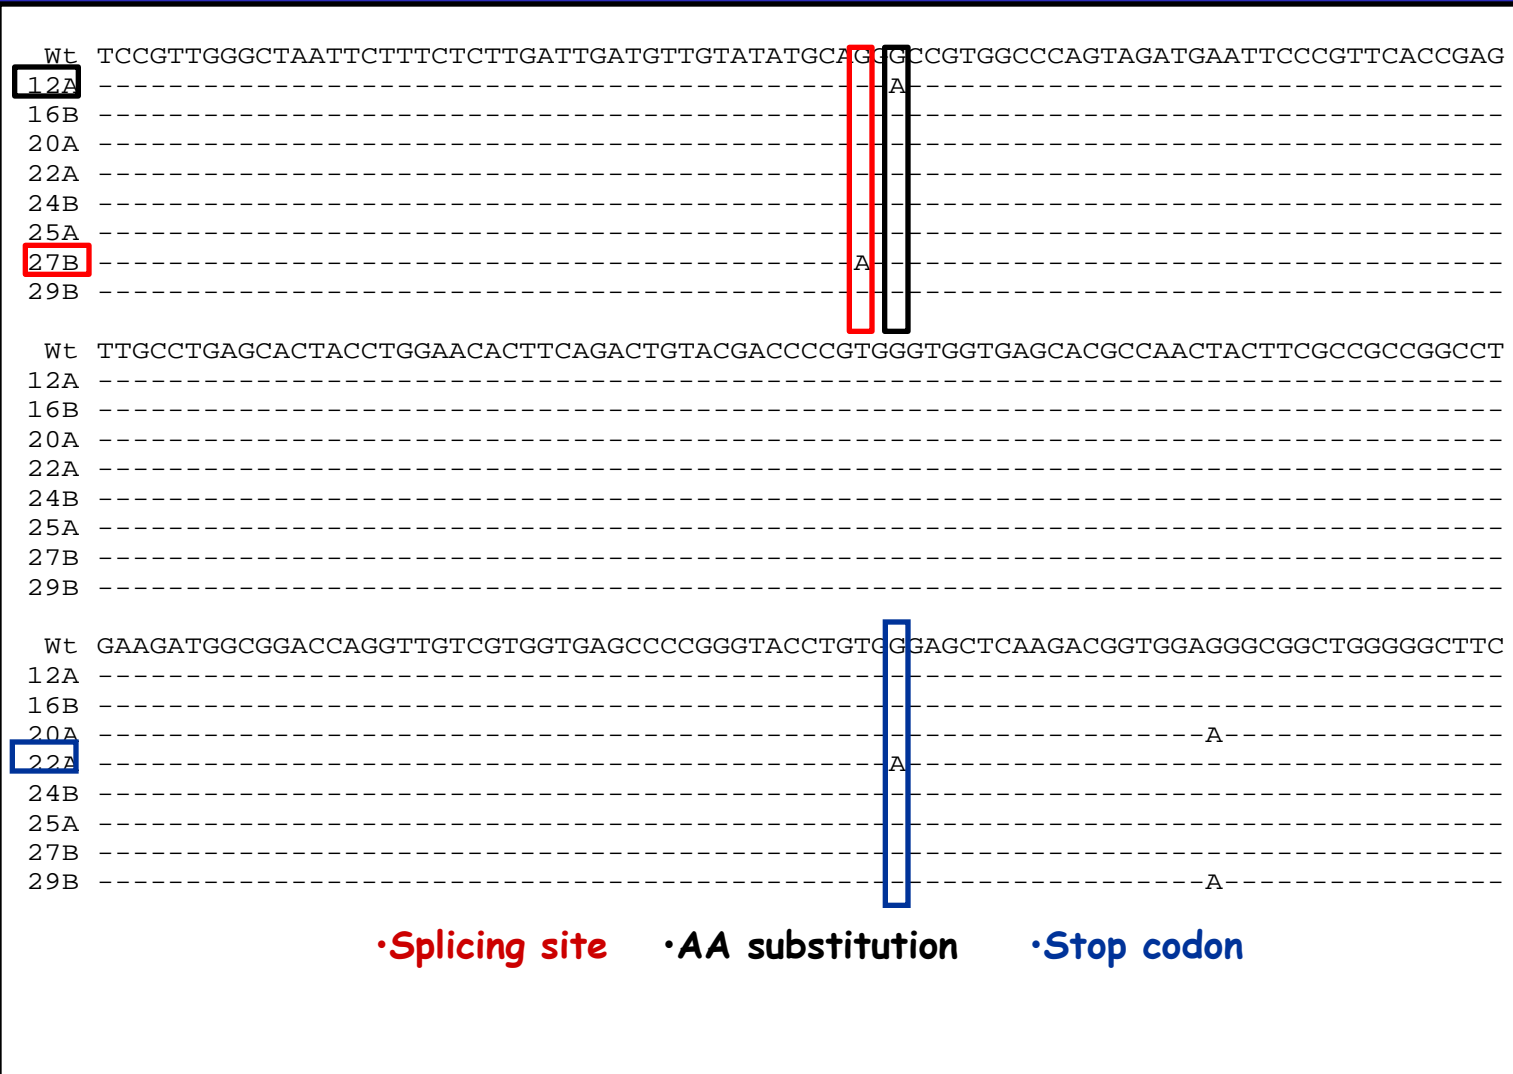 Wt TCCGTTGGGCTAATTCTTTCTCTTGATTGATGTTGTATATGCAGGGCCGTGGCCCAGTAGATGAATTCCCGTTCACCGAG
12A ---------------------------------------------A----------------------------------
16B --------------------------------------------------------------------------------
20A --------------------------------------------------------------------------------
22A --------------------------------------------------------------------------------
24B --------------------------------------------------------------------------------
25A --------------------------------------------------------------------------------
27B -------------------------------------------A------------------------------------
29B --------------------------------------------------------------------------------
Wt TTGCCTGAGCACTACCTGGAACACTTCAGACTGTACGACCCCGTGGGTGGTGAGCACGCCAACTACTTCGCCGCCGGCCT
12A --------------------------------------------------------------------------------
16B --------------------------------------------------------------------------------
20A --------------------------------------------------------------------------------
22A --------------------------------------------------------------------------------
24B --------------------------------------------------------------------------------
25A --------------------------------------------------------------------------------
27B --------------------------------------------------------------------------------
29B --------------------------------------------------------------------------------
Wt GAAGATGGCGGACCAGGTTGTCGTGGTGAGCCCCGGGTACCTGTGGGAGCTCAAGACGGTGGAGGGCGGCTGGGGGCTTC
12A --------------------------------------------------------------------------------
16B --------------------------------------------------------------------------------
20A ---------------------------------------------------------------A----------------
22A ---------------------------------------------A----------------------------------
24B --------------------------------------------------------------------------------
25A --------------------------------------------------------------------------------
27B --------------------------------------------------------------------------------
29B ---------------------------------------------------------------A----------------
•Splicing site •AA substitution •Stop codon